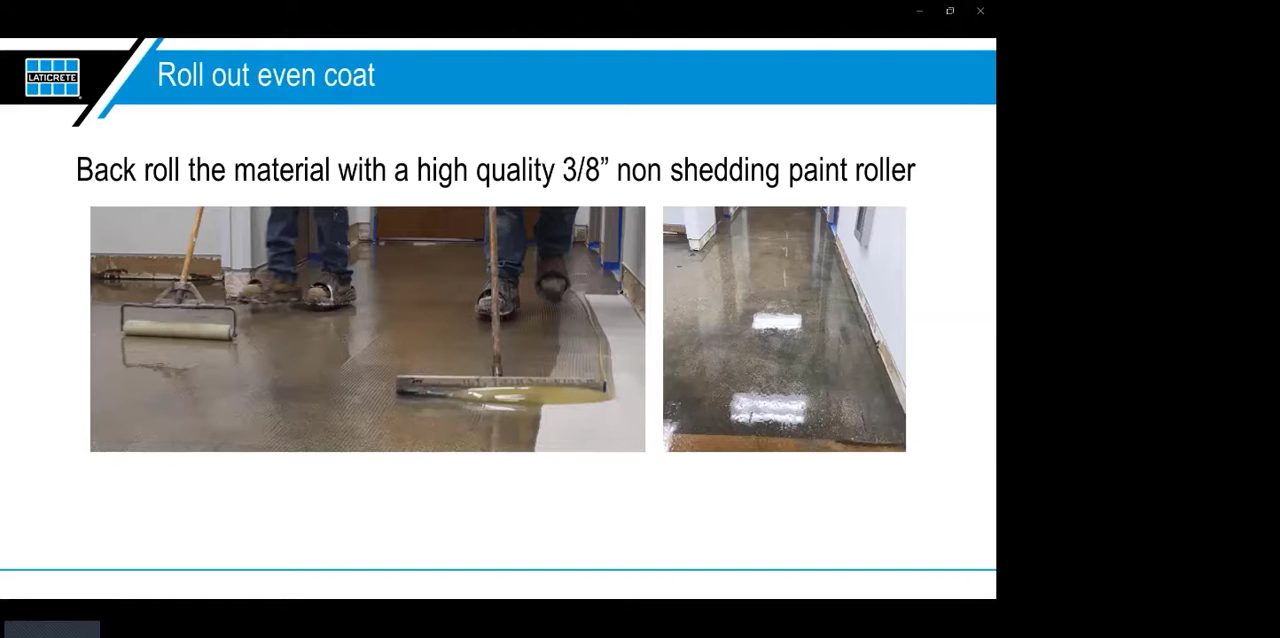 LATICRETE
Roll out even coat
Back roll the material with a high quality 3/8” non shedding paint roller